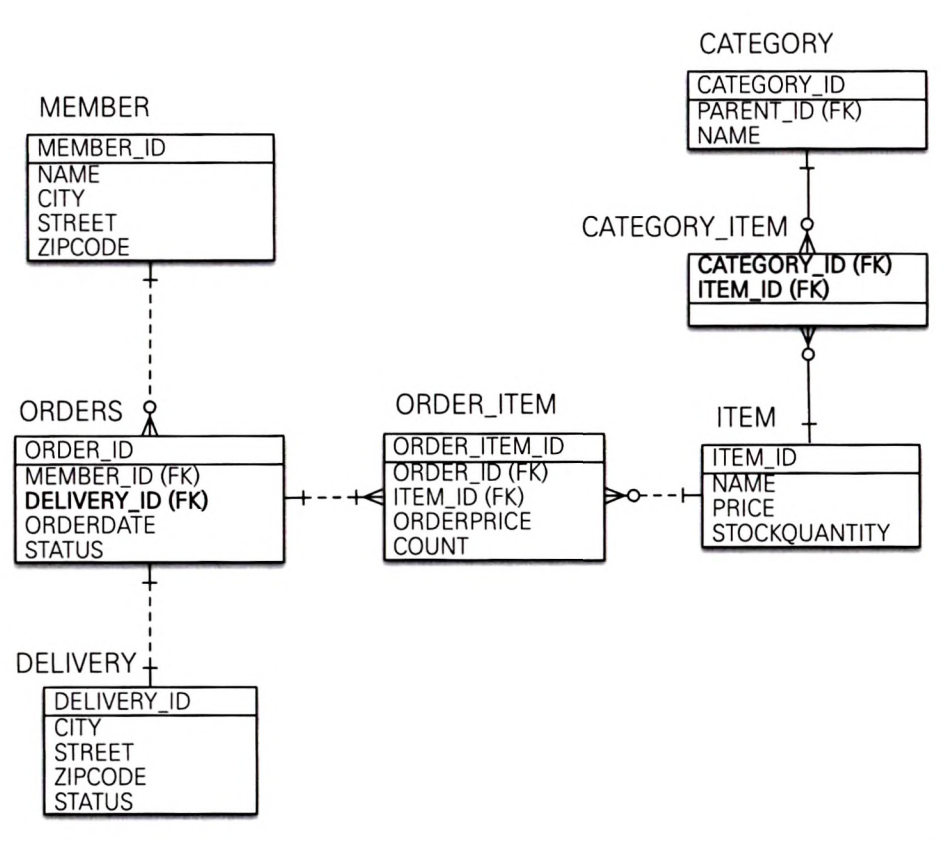 CATEGORY
CATEGORY_ID
PARENT_ID (FK)
NAME
MEMBER
MEMBER_ID
NAME
CITY
STREET
ZIPCODE
CATEGORY_ITEM
CATEGORY_ID (FK)
ITEM_ID (FK)
ORDERS
ORDER_ID
MEMBER_ID (FK)
DELIVERY_ID (FK)
ORDERDATE
STATUS
ORDER_ITEM
ORDER_ITEM_ID
ORDER_ID (FK)
ITEM_ID (FK)
ORDERPRICE
COUNT
ITEM
ITEM_ID
NAME
PRICE
STOCKQUANTITY
DELIVERY
DELIVERY_ID
CITY
STREET
ZIPCODE
STATUS